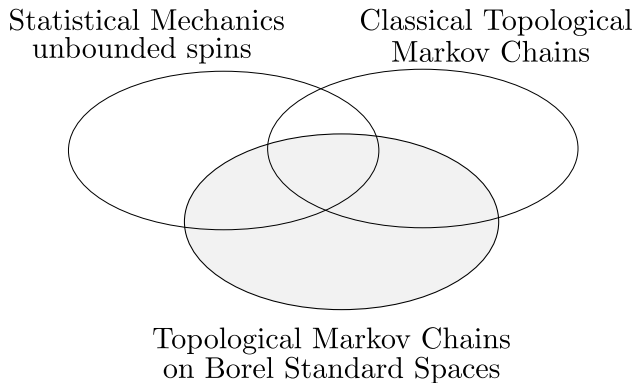 Statistical Mechanics
unbounded spins
Classical Topological
Markov Chains
Topological Markov Chains
on Borel Standard Spaces